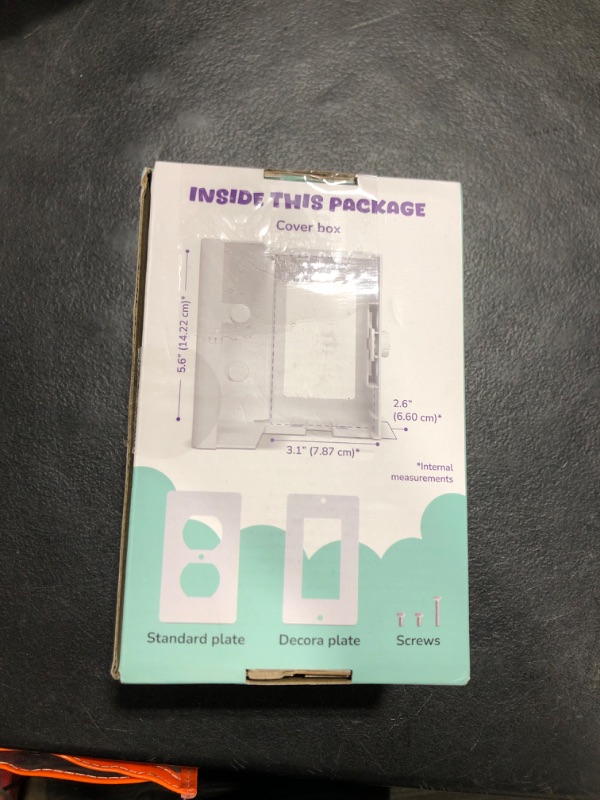 INSIDE THIS PACKAGE
Cover box
5.6" (14.22 cm)*
2.6"
(6.60 cm)*
3.1" (7.87 cm)*
*Internal
measurements
Standard plate
Decora plate
Screws